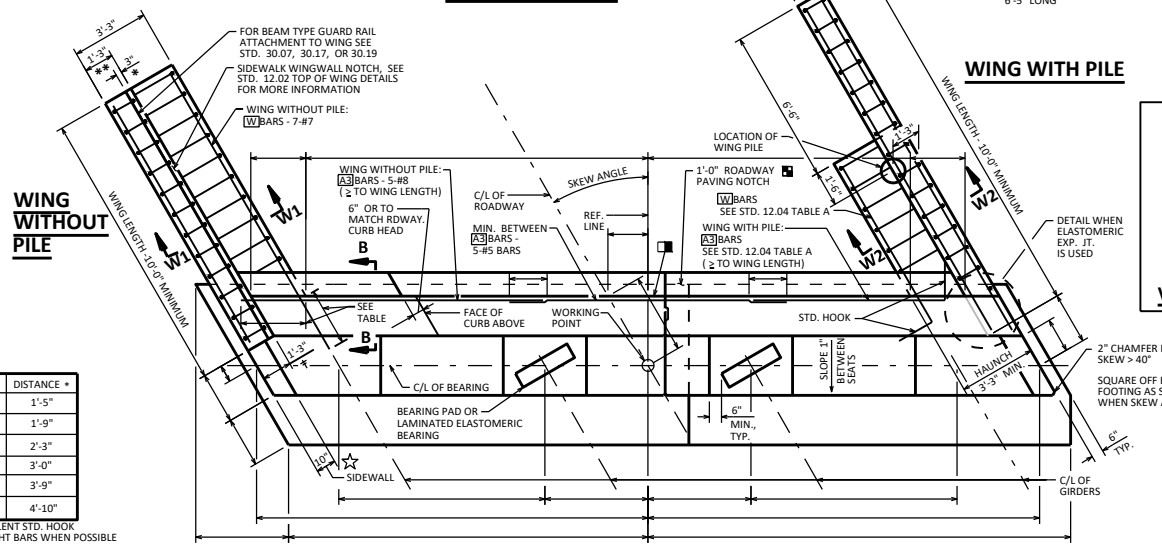 6'-5" LONG
3'-3"
1'-3"
3"
**
*
FOR BEAM TYPE GUARD RAIL
ATTACHMENT TO WING SEE
STD. 30.07, 30.17, OR 30.19
SIDEWALK WINGWALL NOTCH, SEE
STD. 12.02 TOP OF WING DETAILS
FOR MORE INFORMATION
WING WITHOUT PILE:
W BARS - 7-#7
WING WITHOUT PILE
WING LENGTH -10'-0" MINIMUM
W1
W1
WING WITHOUT PILE:
A3 BARS - 5-#8
( ≥ TO WING LENGTH)
6" OR TO
MATCH RDWAY.
CURB HEAD
B
B
C/L OF
ROADWAY
SKEW ANGLE
REF.
LINE
MIN. BETWEEN
A3 BARS -
5-#5 BARS
SEE
TABLE
FACE OF
CURB ABOVE
WORKING
POINT
1'-3"
C/L OF BEARING
BEARING PAD OR
LAMINATED ELASTOMERIC
BEARING
10"
SIDEWALL
WING WITH PILE
6'-6"
1'-6"
1'-3"
WING LENGTH - 10'-0" MINIMUM
LOCATION OF
WING PILE
1'-0" ROADWAY
PAVING NOTCH
W BARS
SEE STD. 12.04 TABLE A
WING WITH PILE:
A3 BARS
SEE STD. 12.04 TABLE A
( ≥ TO WING LENGTH)
W2
W2
DETAIL WHEN
ELASTOMERIC
EXP. JT.
IS USED
STD. HOOK
SLOPE 1"
BETWEEN
SEATS
HAUNCH
3'-3" MIN.
2" CHAMFER
SKEW > 40°
SQUARE OFF
FOOTING AS
WHEN SKEW
6"
MIN.,
TYP.
6"
TYP.
C/L OF
GIRDERS
DISTANCE *
1'-5"
1'-9"
2'-3"
3'-0"
3'-9"
4'-10"
STD. HOOK
BARS WHEN POSSIBLE